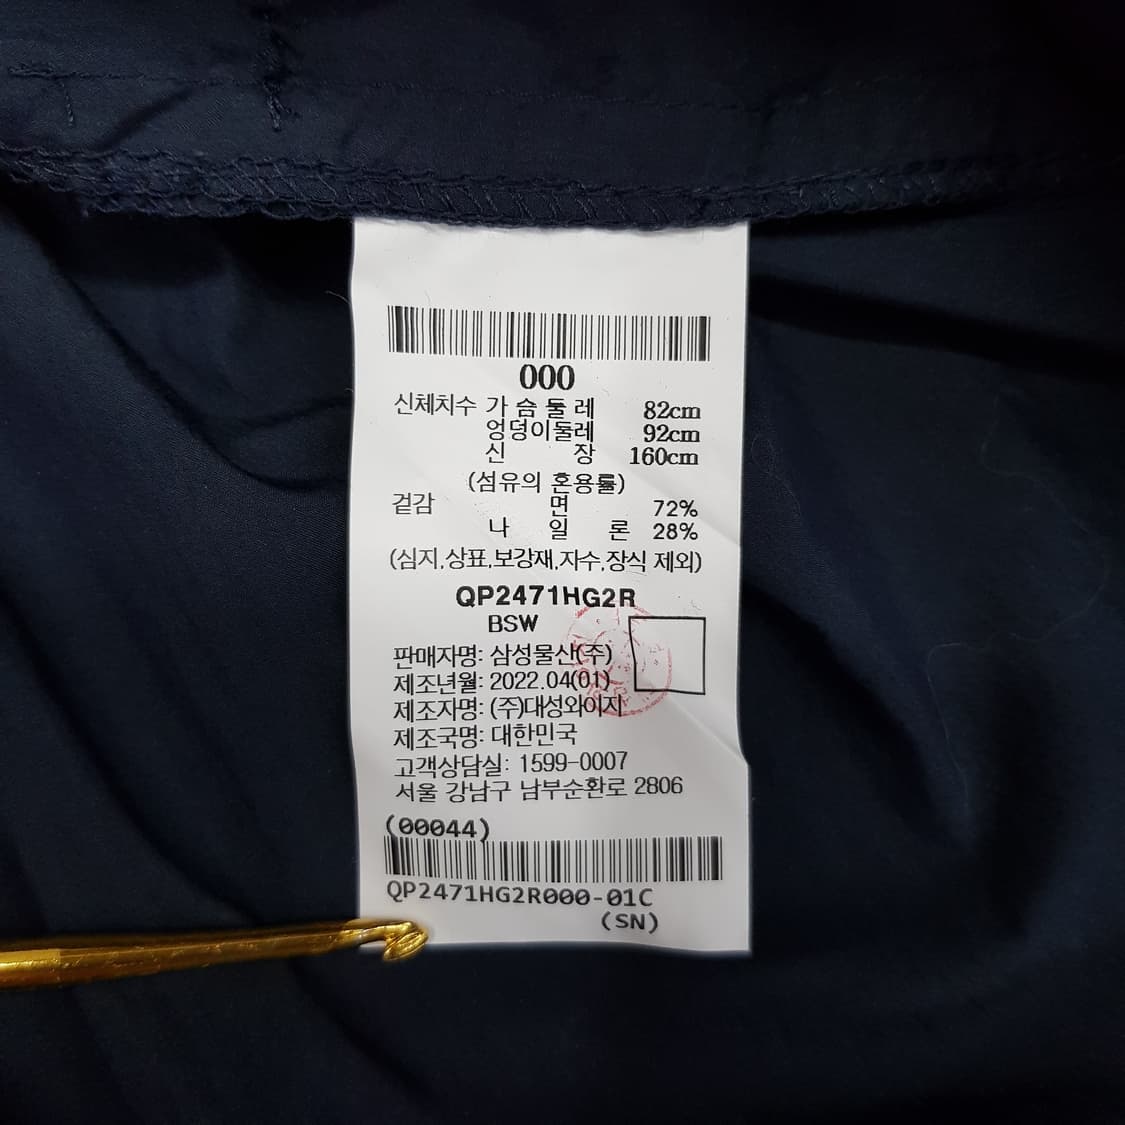 000
신체치수 가 슴 둘 레 82cm
엉덩이둘레 92cm
신 장 160cm
(섬유의 혼용률)
겉감 면 72%
나 일 론 28%
(심지,상표,보강재,자수,장식 제외)
QP2471HG2R
BSW
판매자명: 삼성물산(주)
제조년월: 2022.04(01)
제조자명: (주)대성와이지
제조국명: 대한민국
고객상담실: 1599-0007
서울 강남구 남부순환로 2806
(00044)
QP2471HG2R000-01C
(SN)